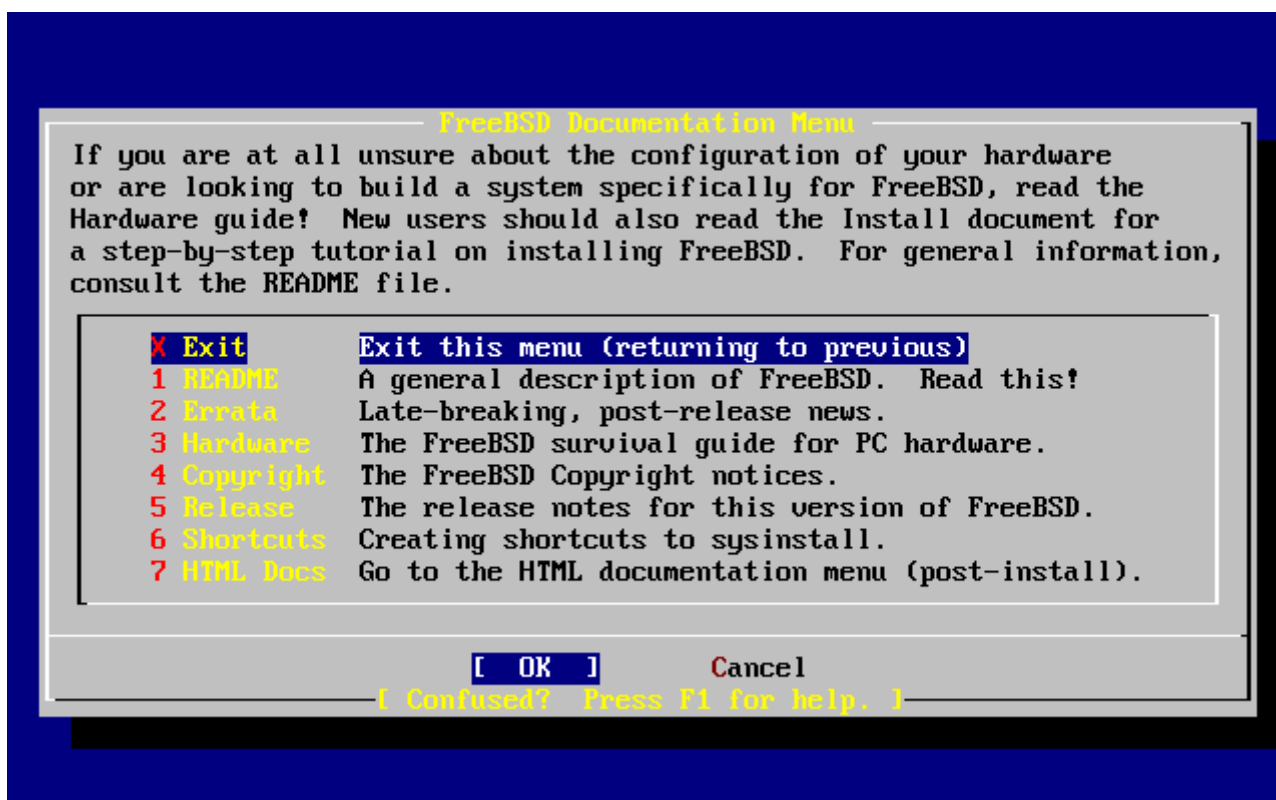 FreeBSD Documentation Menu
If you are at all unsure about the configuration of your hardware
or are looking to build a system specifically for FreeBSD, read the
Hardware guide!  New users should also read the Install document for
a step-by-step tutorial on installing FreeBSD.  For general information,
consult the README file.
X Exit       Exit this menu (returning to previous)
1 README     A general description of FreeBSD.  Read this!
2 Errata     Late-breaking, post-release news.
3 Hardware   The FreeBSD survival guide for PC hardware.
4 Copyright  The FreeBSD Copyright notices.
5 Release    The release notes for this version of FreeBSD.
6 Shortcuts  Creating shortcuts to sysinstall.
7 HTML Docs  Go to the HTML documentation menu (post-install).
[  OK  ]       Cancel
[ Confused?  Press F1 for help. ]